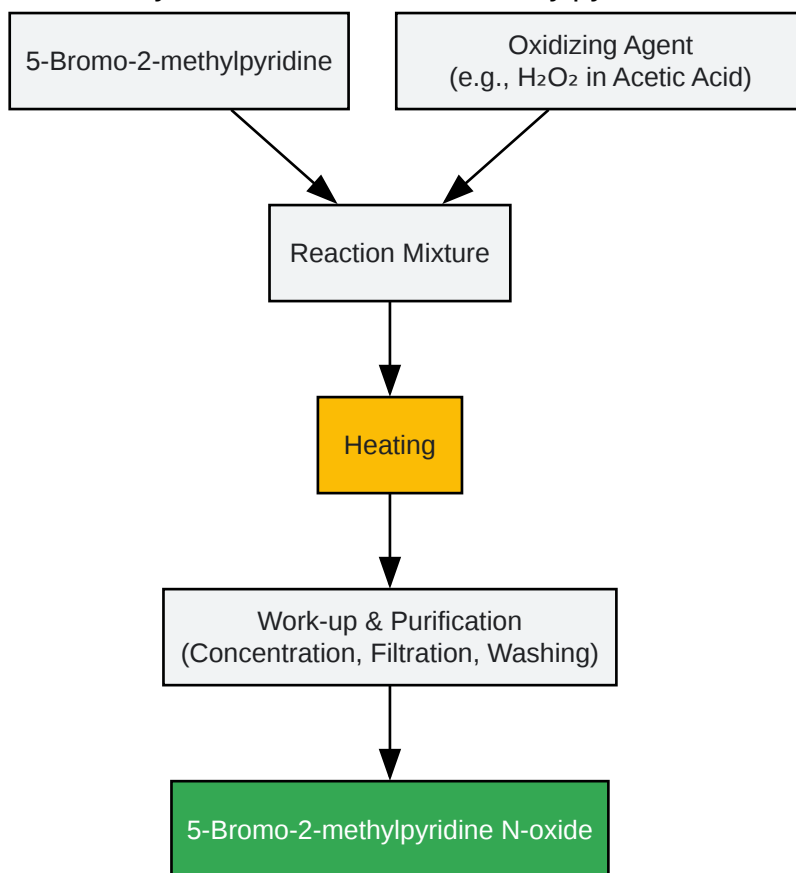 5-Bromo-2-methylpyridine
Oxidizing Agent
(e.g., H₂O₂ in Acetic Acid)
Reaction Mixture
Heating
Work-up & Purification
(Concentration, Filtration, Washing)
5-Bromo-2-methylpyridine N-oxide